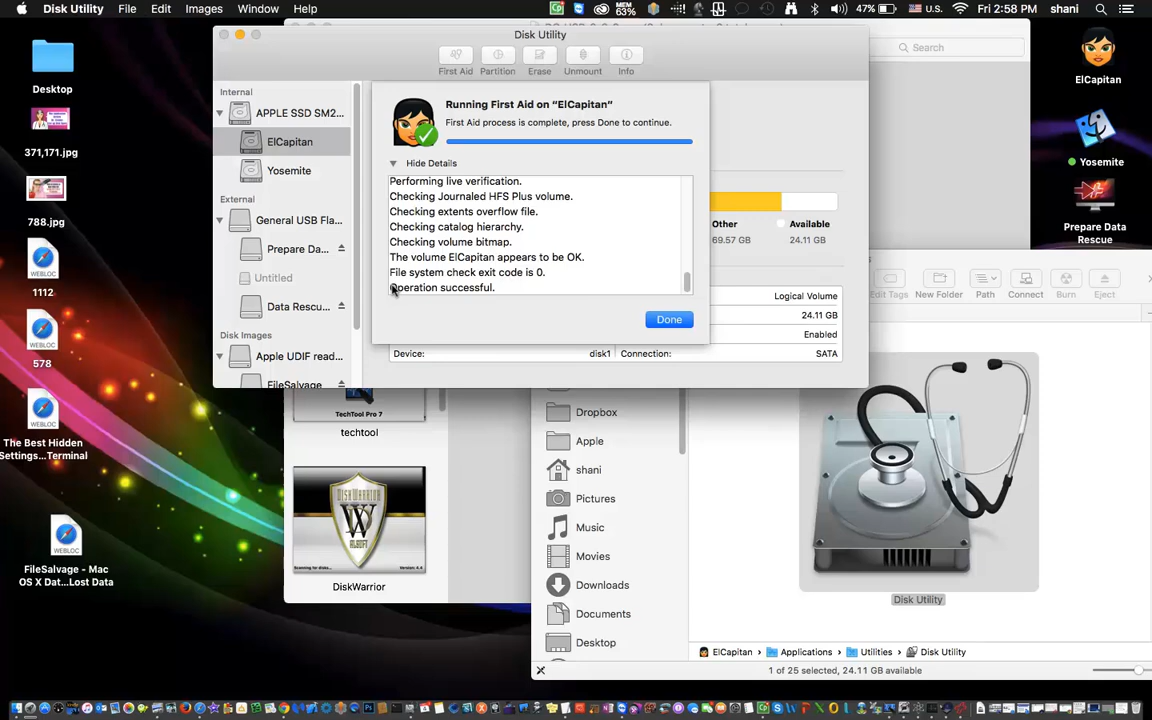 Disk Utility File Edit Images Window Help
MEM
63%
47% U.S. Fri 2:58 PM shani
Desktop
371,171.jpg
788.jpg
1112
578
The Best Hidden
Settings...Terminal
FileSalvage - Mac
OS X Dat...Lost Data
Disk Utility
First Aid Partition Erase Unmount Info
Internal
APPLE SSD SM2...
ElCapitan
Yosemite
External
General USB Fla...
Prepare Da...
Untitled
Data Rescu...
Disk Images
Apple UDIF read...
FileSalvage
Running First Aid on “ElCapitan”
First Aid process is complete, press Done to continue.
Hide Details
Performing live verification.
Checking Journaled HFS Plus volume.
Checking extents overflow file.
Checking catalog hierarchy.
Checking volume bitmap.
The volume ElCapitan appears to be OK.
File system check exit code is 0.
Operation successful.
Done
Other Available
69.57 GB 24.11 GB
Logical Volume
24.11 GB
Enabled
Device: disk1 Connection: SATA
Search
ElCapitan
Yosemite
Prepare Data
Rescue
Edit Tags New Folder Path Connect Burn Eject
TechTool Pro 7
techtool
DiskWarrior
Dropbox
Apple
shani
Pictures
Music
Movies
Downloads
Documents
Desktop
Disk Utility
ElCapitan Applications Utilities Disk Utility
1 of 25 selected, 24.11 GB available